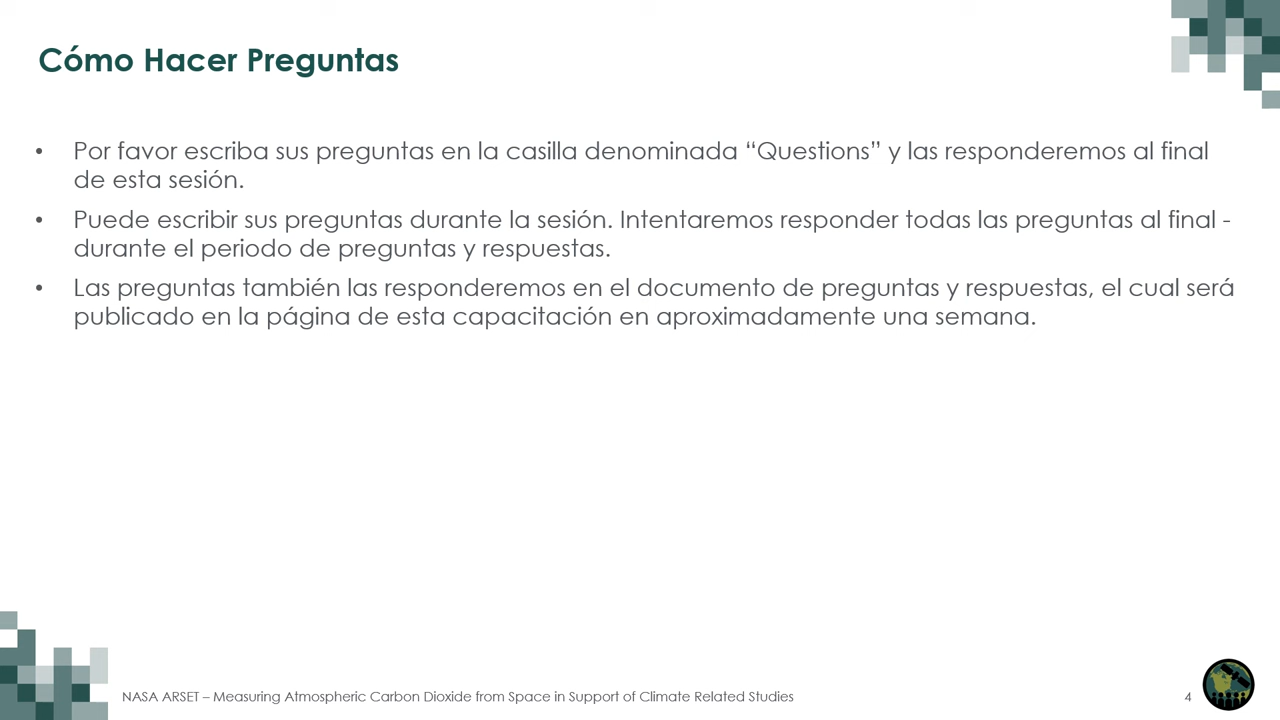 Cómo Hacer Preguntas
• Por favor escriba sus preguntas en la casilla denominada “Questions” y las responderemos al final
de esta sesión.
• Puede escribir sus preguntas durante la sesión. Intentaremos responder todas las preguntas al final -
durante el periodo de preguntas y respuestas.
• Las preguntas también las responderemos en el documento de preguntas y respuestas, el cual será
publicado en la página de esta capacitación en aproximadamente una semana.
NASA ARSET – Measuring Atmospheric Carbon Dioxide from Space in Support of Climate Related Studies
4